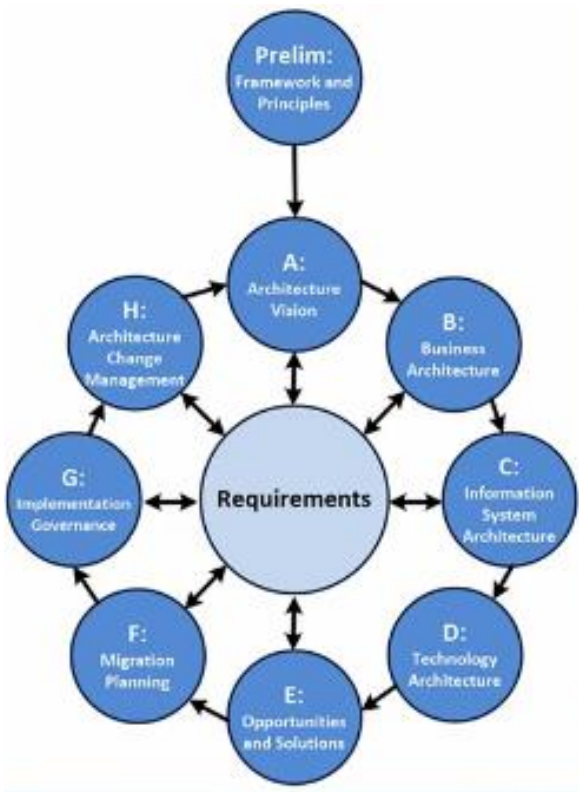 Prelim:
Framework and
Principles
A:
Architecture
Vision
B:
Business
Architecture
C:
Information
System
Architecture
D:
Technology
Architecture
E:
Opportunities
and Solutions
F:
Migration
Planning
G:
Implementation
Governance
H:
Architecture
Change
Management
Requirements